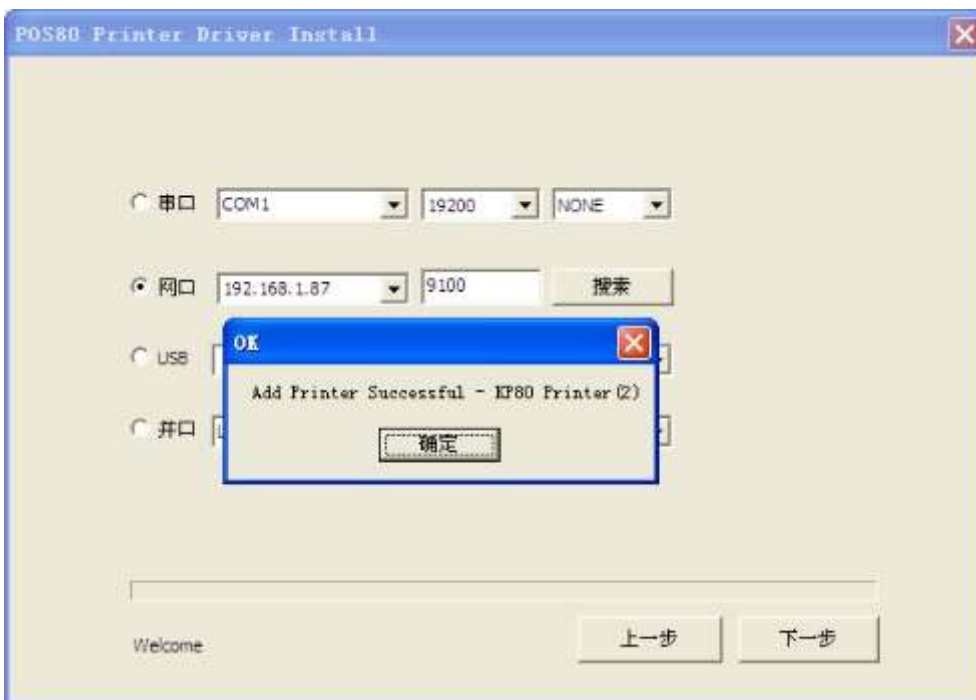 POS80 Printer Driver Install
串口 COM1 19200 NONE
网口 192.168.1.87 9100 搜索
OK
USB
Add Printer Successful - KP80 Printer(2)
并口
确定
Welcome 上一步 下一步